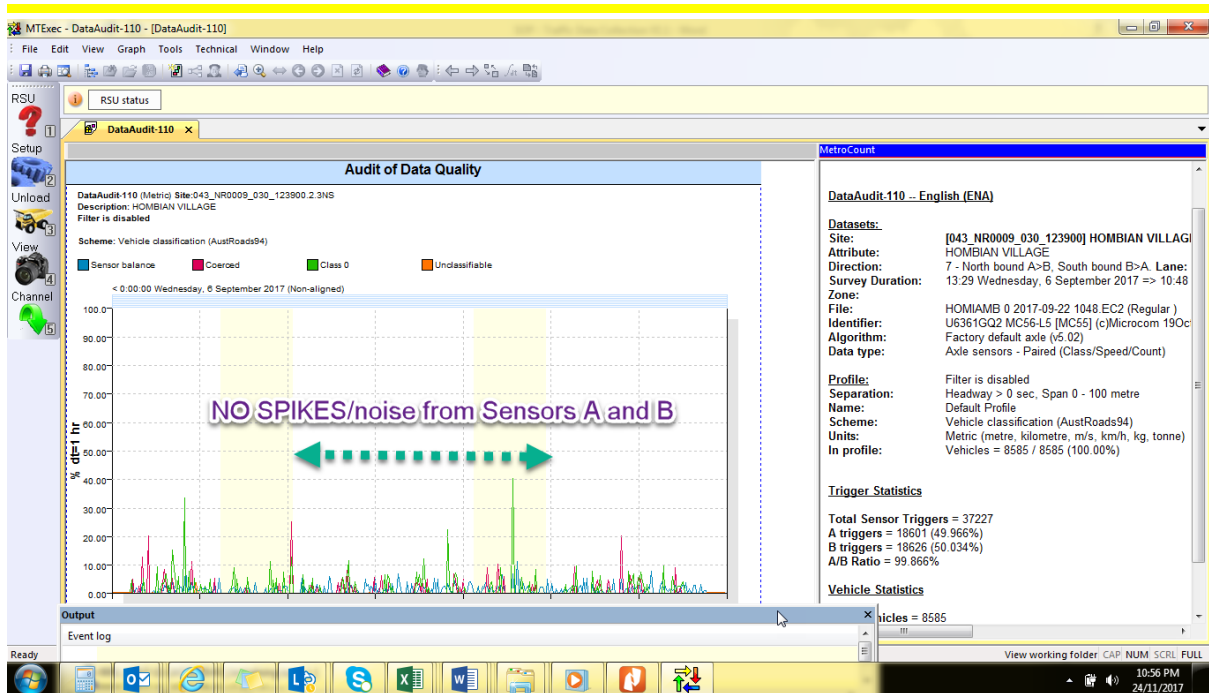 MTExec - DataAudit-110 - [DataAudit-110]
File Edit View Graph Tools Technical Window Help
RSU
1
RSU status
DataAudit-110 x
Setup
2
Unload
3
View
4
Channel
5
Audit of Data Quality
DataAudit-110 (Metric) Site:043_NR0009_030_123900.2.3NS
Description: HOMBIAN VILLAGE
Filter is disabled
Scheme: Vehicle classification (AustRoads94)
Sensor balance Coerced Class 0 Unclassifiable
< 0:00:00 Wednesday, 6 September 2017 (Non-aligned)
100.0
90.00
80.00
70.00
60.00
50.00
40.00
30.00
20.00
10.00
0.00
% dt=1 hr
NO SPIKES/noise from Sensors A and B
MetroCount
DataAudit-110 -- English (ENA)
Datasets:
Site: [043_NR0009_030_123900] HOMBIAN VILLAGI
Attribute: HOMBIAN VILLAGE
Direction: 7 - North bound A>B, South bound B>A. Lane:
Survey Duration: 13:29 Wednesday, 6 September 2017 => 10:48
Zone:
File: HOMIAMB 0 2017-09-22 1048.EC2 (Regular )
Identifier: U6361GQ2 MC56-L5 [MC55] (c)Microcom 19Oc
Algorithm: Factory default axle (v5.02)
Data type: Axle sensors - Paired (Class/Speed/Count)
Profile: Filter is disabled
Separation: Headway > 0 sec, Span 0 - 100 metre
Name: Default Profile
Scheme: Vehicle classification (AustRoads94)
Units: Metric (metre, kilometre, m/s, km/h, kg, tonne)
In profile: Vehicles = 8585 / 8585 (100.00%)
Trigger Statistics
Total Sensor Triggers = 37227
A triggers = 18601 (49.966%)
B triggers = 18626 (50.034%)
A/B Ratio = 99.866%
Vehicle Statistics
hicles = 8585
Output
Event log
Ready
View working folder CAP NUM SCRL FULL
10:56 PM
24/11/2017